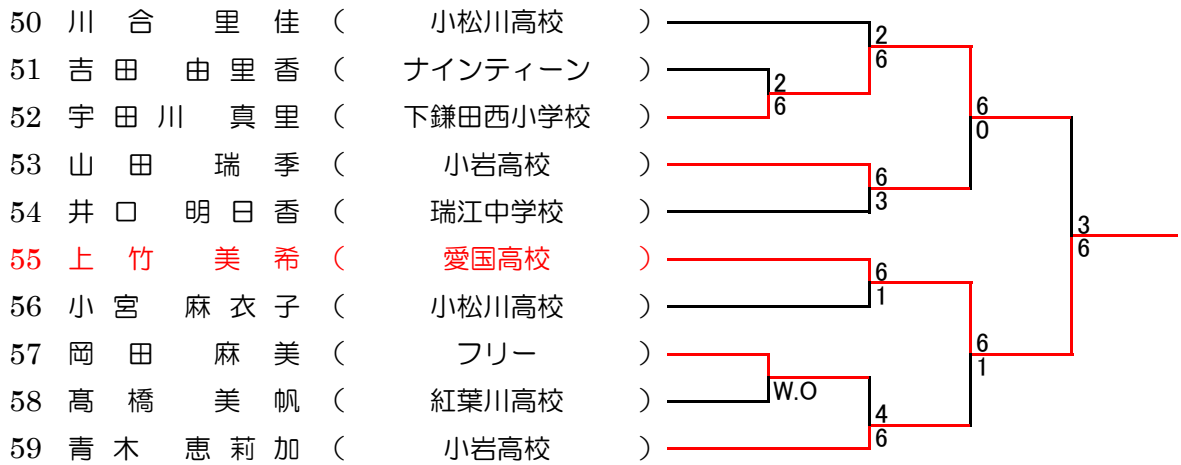 50 川合 里佳 ( 小松川高校 )
51 吉田 由里香 ( ナインティーン )
52 宇田川 真里 ( 下鎌田西小学校 )
53 山田 瑞季 ( 小岩高校 )
54 井口 明日香 ( 瑞江中学校 )
55 上竹 美希 ( 愛国高校 )
56 小宮 麻衣子 ( 小松川高校 )
57 岡田 麻美 ( フリー )
58 髙橋 美帆 ( 紅葉川高校 )
59 青木 恵莉加 ( 小岩高校 )
2
6
2
6
6
3
6
1
W.O
4
6
6
0
6
1
3
6